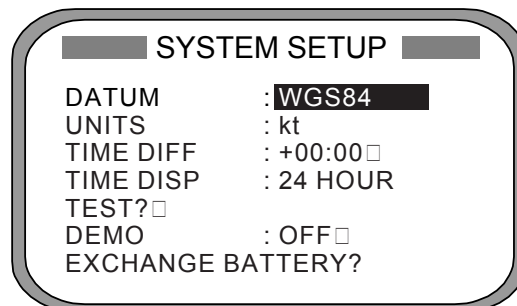 SYSTEM SETUP
DATUM : WGS84
UNITS : kt
TIME DIFF : +00:00
TIME DISP : 24 HOUR
TEST?
DEMO : OFF
EXCHANGE BATTERY?